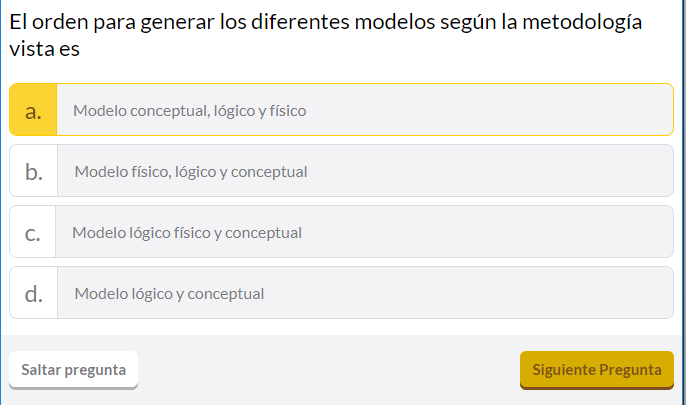 El orden para generar los diferentes modelos según la metodología
vista es
a. Modelo conceptual, lógico y físico
b. Modelo físico, lógico y conceptual
c. Modelo lógico físico y conceptual
d. Modelo lógico y conceptual
Saltar pregunta Siguiente Pregunta